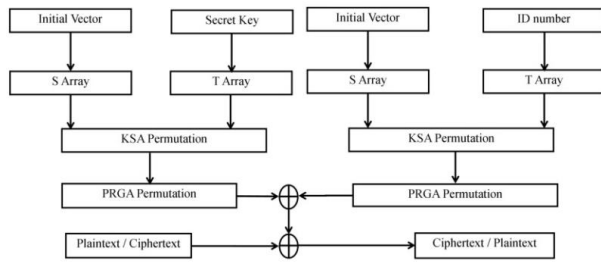 Initial Vector
Secret Key
Initial Vector
ID number
S Array
T Array
S Array
T Array
KSA Permutation
KSA Permutation
PRGA Permutation
PRGA Permutation
Plaintext / Ciphertext
Ciphertext / Plaintext